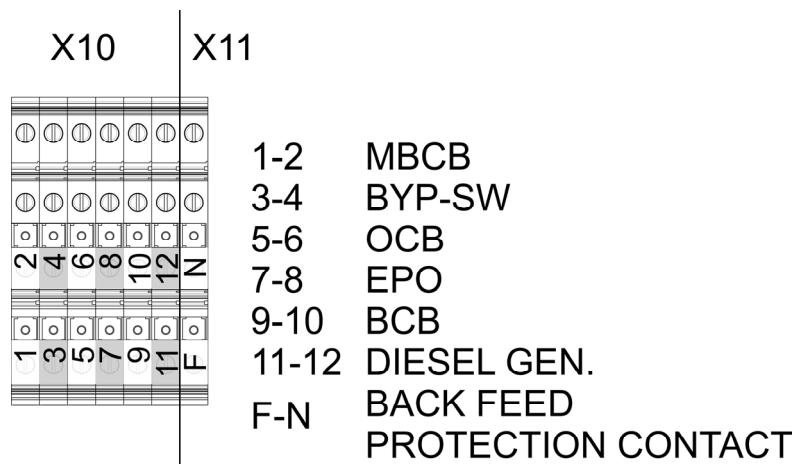 X10 X11
2 4 6 8 10 12 N
1 3 5 7 9 11 F
1-2 MBCB
3-4 BYP-SW
5-6 OCB
7-8 EPO
9-10 BCB
11-12 DIESEL GEN.
F-N BACK FEED
PROTECTION CONTACT